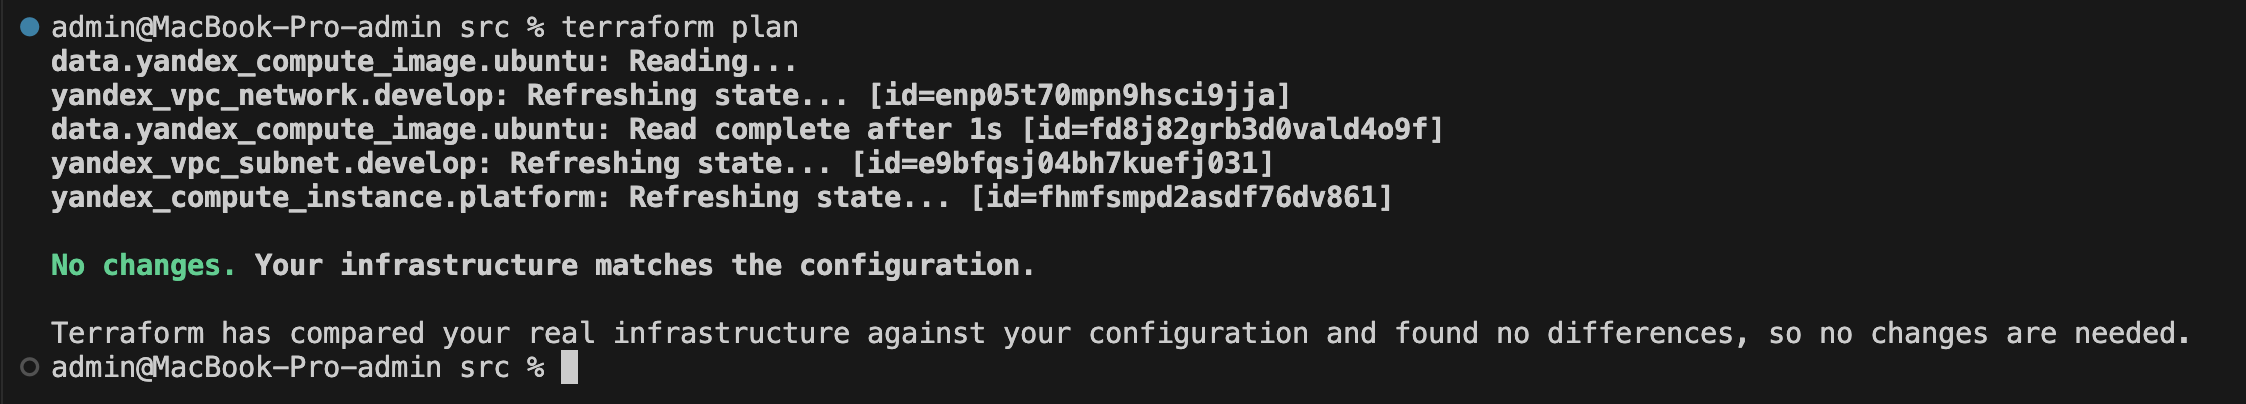 admin@MacBook-Pro-admin src % terraform plan
data.yandex_compute_image.ubuntu: Reading...
yandex_vpc_network.develop: Refreshing state... [id=enp05t70mpn9hsci9jja]
data.yandex_compute_image.ubuntu: Read complete after 1s [id=fd8j82grb3d0vald4o9f]
yandex_vpc_subnet.develop: Refreshing state... [id=e9bfqsj04bh7kuefj031]
yandex_compute_instance.platform: Refreshing state... [id=fhmfsmpd2asdf76dv861]
No changes. Your infrastructure matches the configuration.
Terraform has compared your real infrastructure against your configuration and found no differences, so no changes are needed.
admin@MacBook-Pro-admin src %